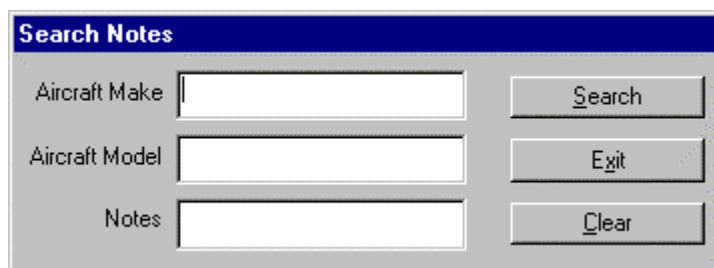 Search Notes
Aircraft Make
Search
Aircraft Model
Exit
Notes
Clear